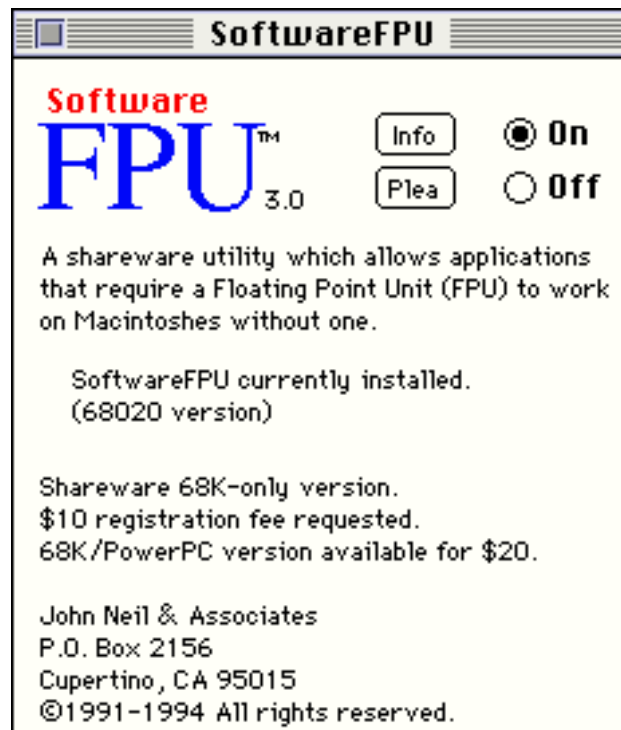 SoftwareFPU
Software
FPU™ 3.0
Info
On
Plea
Off
A shareware utility which allows applications
that require a Floating Point Unit (FPU) to work
on Macintoshes without one.
SoftwareFPU currently installed.
(68020 version)
Shareware 68K-only version.
$10 registration fee requested.
68K/PowerPC version available for $20.
John Neil & Associates
P.O. Box 2156
Cupertino, CA 95015
©1991-1994 All rights reserved.